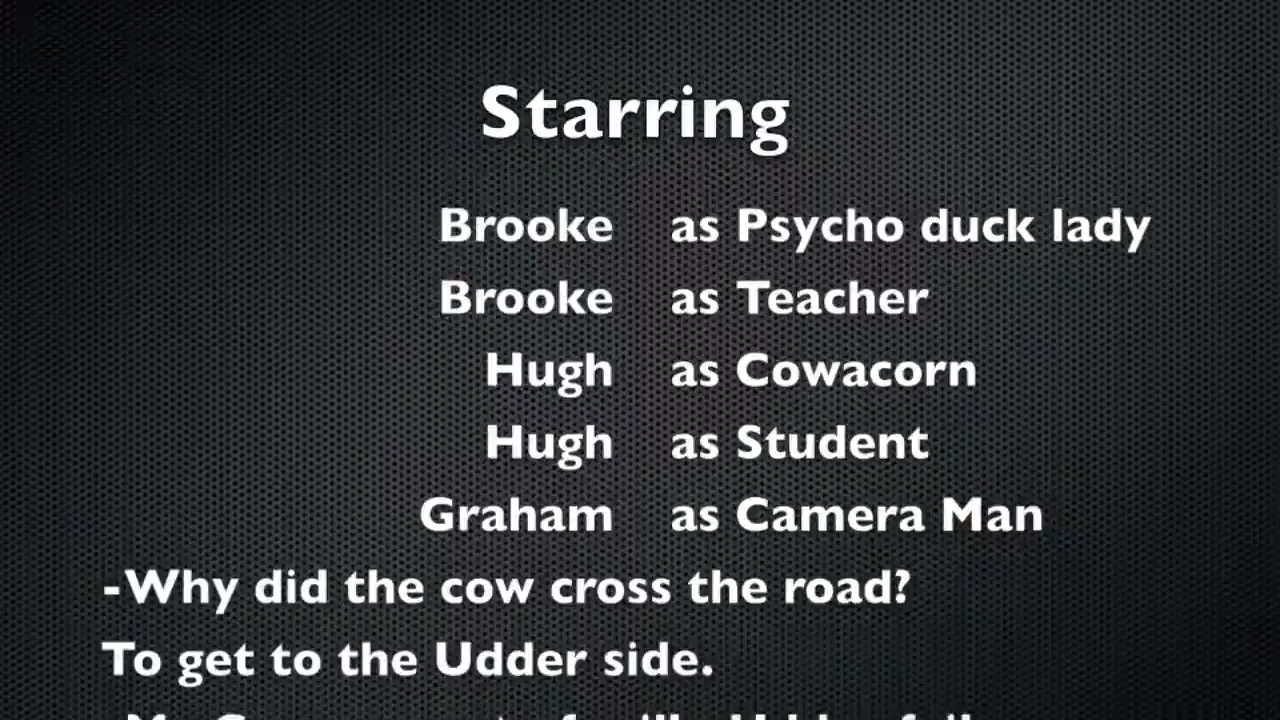 Starring
Brooke as Psycho duck lady
Brooke as Teacher
Hugh as Cowacorn
Hugh as Student
Graham as Camera Man
-Why did the cow cross the road?
To get to the Udder side.